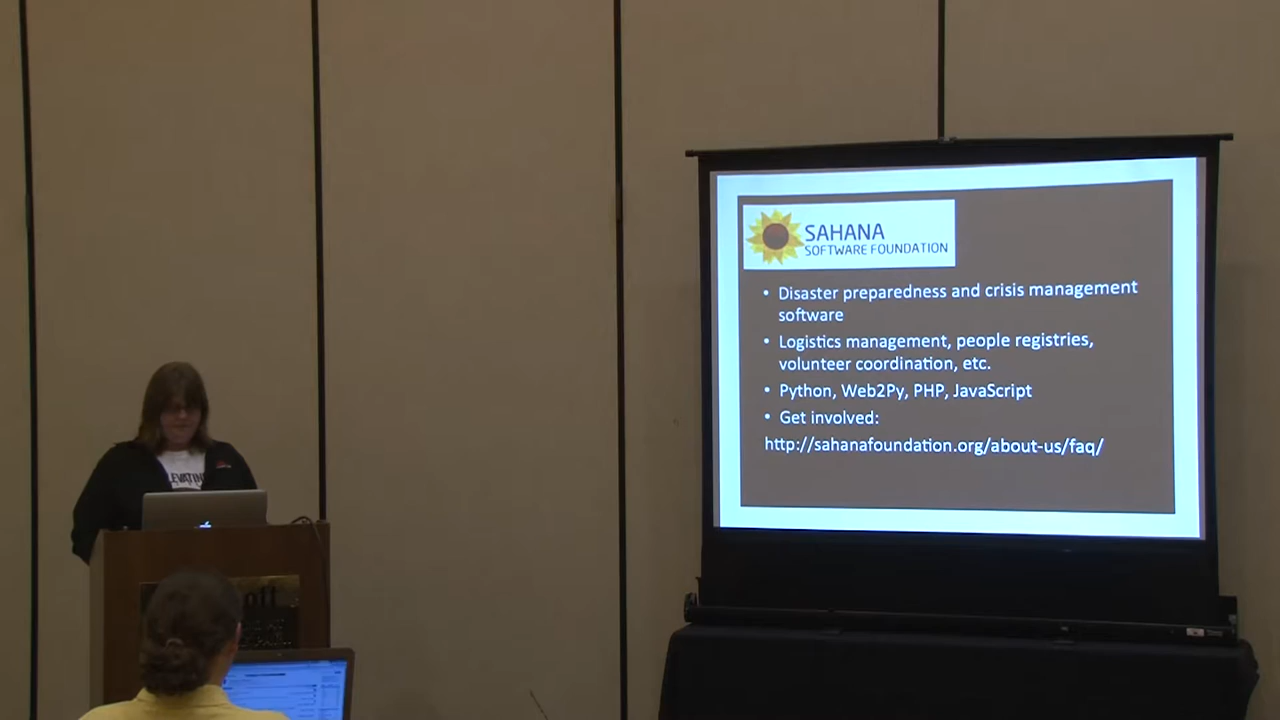 SAHANA
SOFTWARE FOUNDATION
• Disaster preparedness and crisis management
software
• Logistics management, people registries,
volunteer coordination, etc.
• Python, Web2Py, PHP, JavaScript
• Get involved:
http://sahanafoundation.org/about-us/faq/